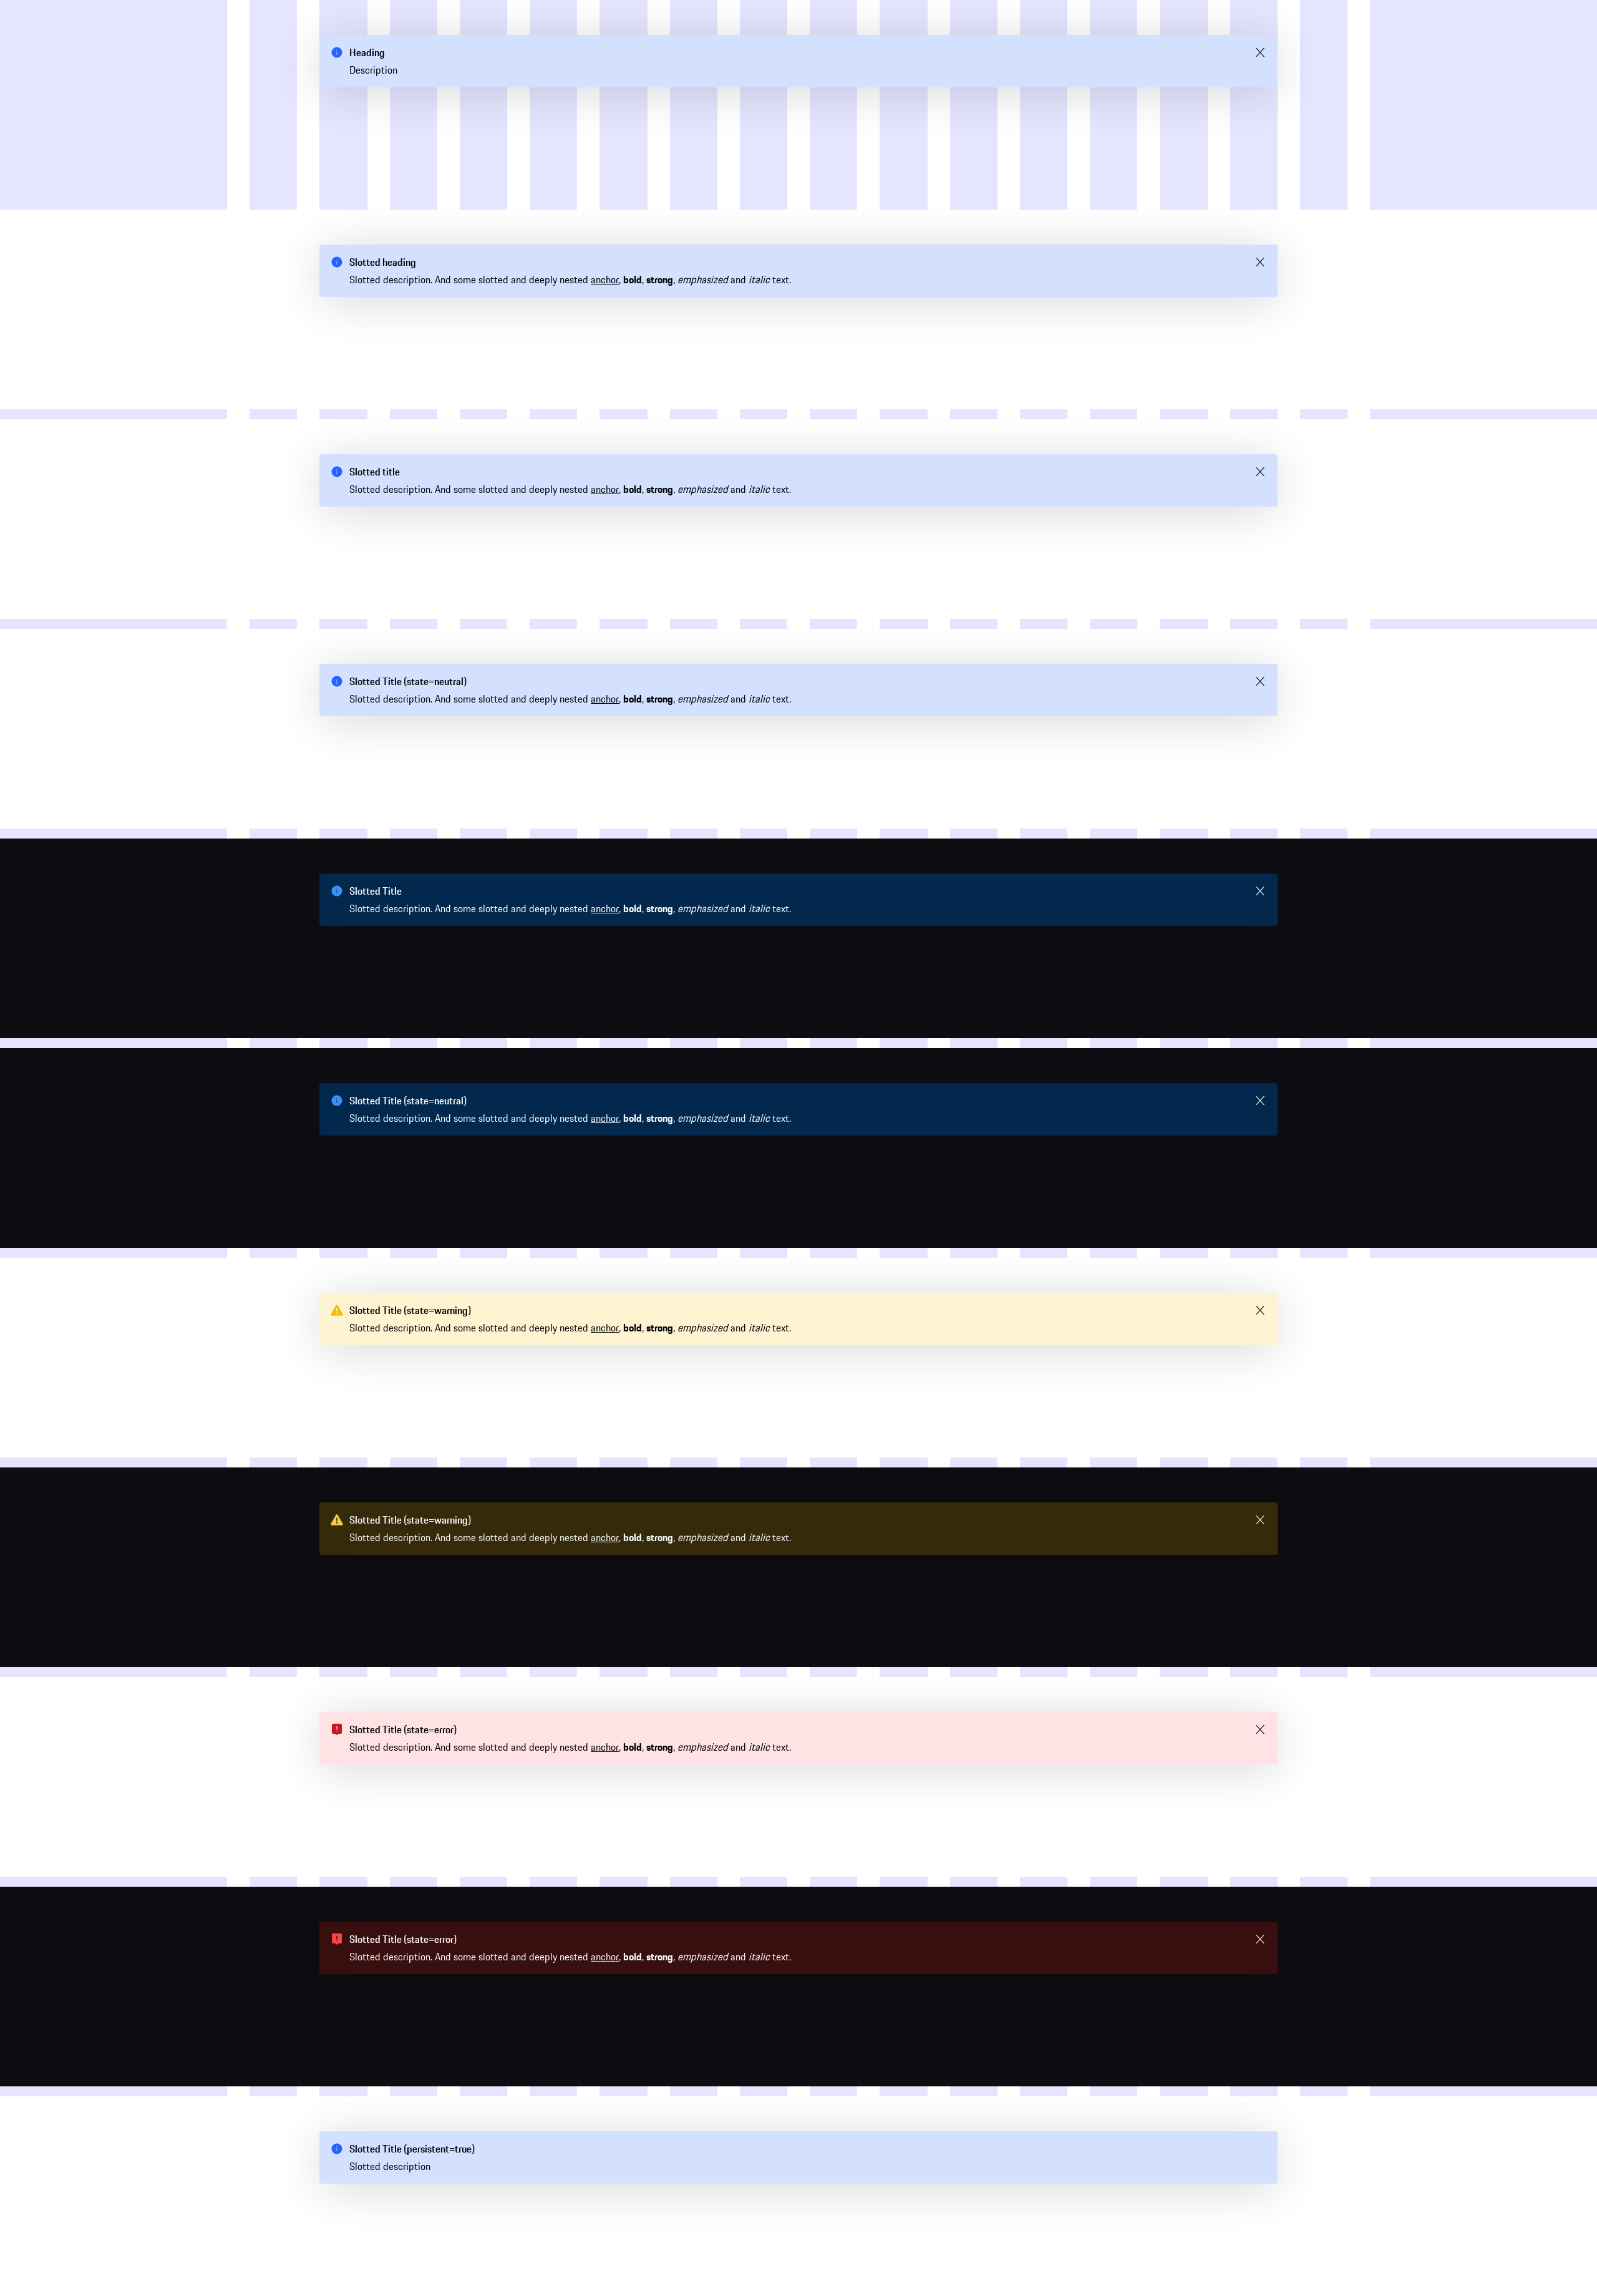 Heading
Description
Slotted heading
Slotted description. And some slotted and deeply nested anchor, bold, strong, emphasized and italic text.
Slotted title
Slotted description. And some slotted and deeply nested anchor, bold, strong, emphasized and italic text.
Slotted Title (state=neutral)
Slotted description. And some slotted and deeply nested anchor, bold, strong, emphasized and italic text.
Slotted Title
Slotted description. And some slotted and deeply nested anchor, bold, strong, emphasized and italic text.
Slotted Title (state=neutral)
Slotted description. And some slotted and deeply nested anchor, bold, strong, emphasized and italic text.
Slotted Title (state=warning)
Slotted description. And some slotted and deeply nested anchor, bold, strong, emphasized and italic text.
Slotted Title (state=warning)
Slotted description. And some slotted and deeply nested anchor, bold, strong, emphasized and italic text.
Slotted Title (state=error)
Slotted description. And some slotted and deeply nested anchor, bold, strong, emphasized and italic text.
Slotted Title (state=error)
Slotted description. And some slotted and deeply nested anchor, bold, strong, emphasized and italic text.
Slotted Title (persistent=true)
Slotted description